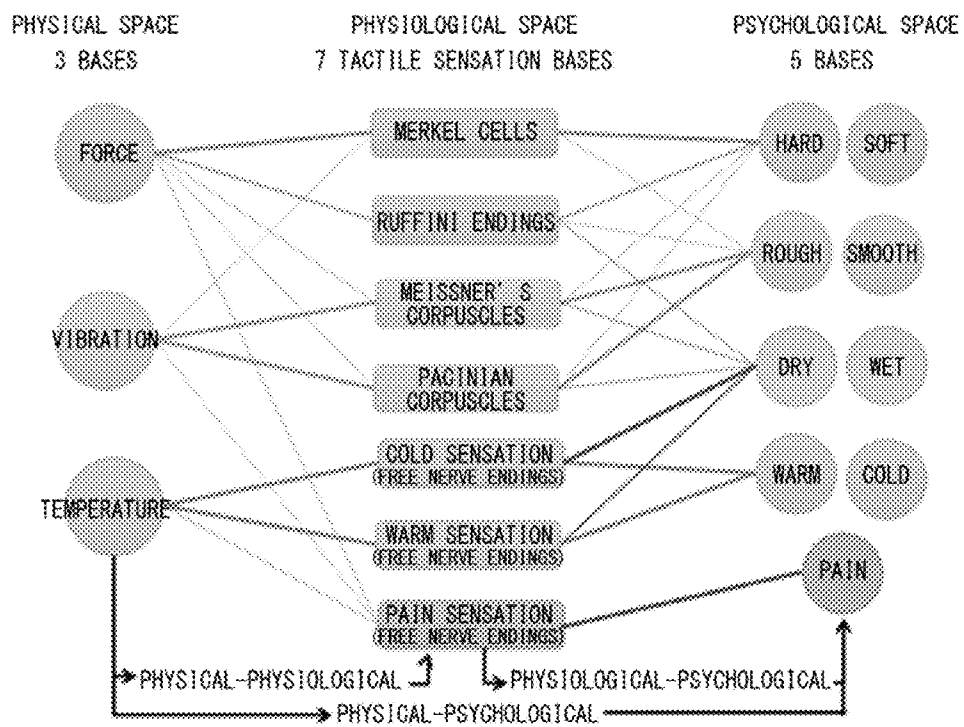 PHYSICAL SPACE
3 BASES
PHYSIOLOGICAL SPACE
7 TACTILE SENSATION BASES
PSYCHOLOGICAL SPACE
5 BASES
FORCE
VIBRATION
TEMPERATURE
MERKEL CELLS
RUFFINI ENDINGS
MEISSNER'S
CORPUSCLES
PACINIAN
CORPUSCLES
COLD SENSATION
(FREE NERVE ENDINGS)
WARM SENSATION
(FREE NERVE ENDINGS)
PAIN SENSATION
(FREE NERVE ENDINGS)
HARD
SOFT
ROUGH
SMOOTH
DRY
WET
WARM
COLD
PAIN
PHYSICAL-PHYSIOLOGICAL
PHYSIOLOGICAL-PSYCHOLOGICAL
PHYSICAL-PSYCHOLOGICAL